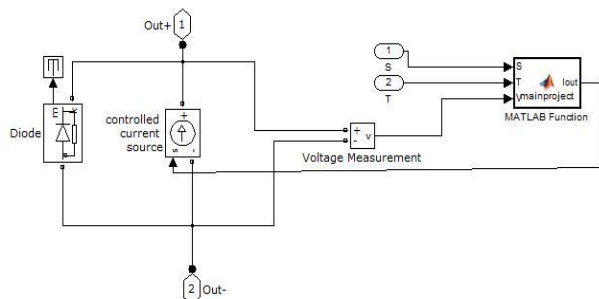 Out+
1
1
S
2
T
S
T
V
mainproject
Iout
MATLAB Function
E
Diode
controlled
current
source
+
s
-
+
-
v
Voltage Measurement
2
Out-